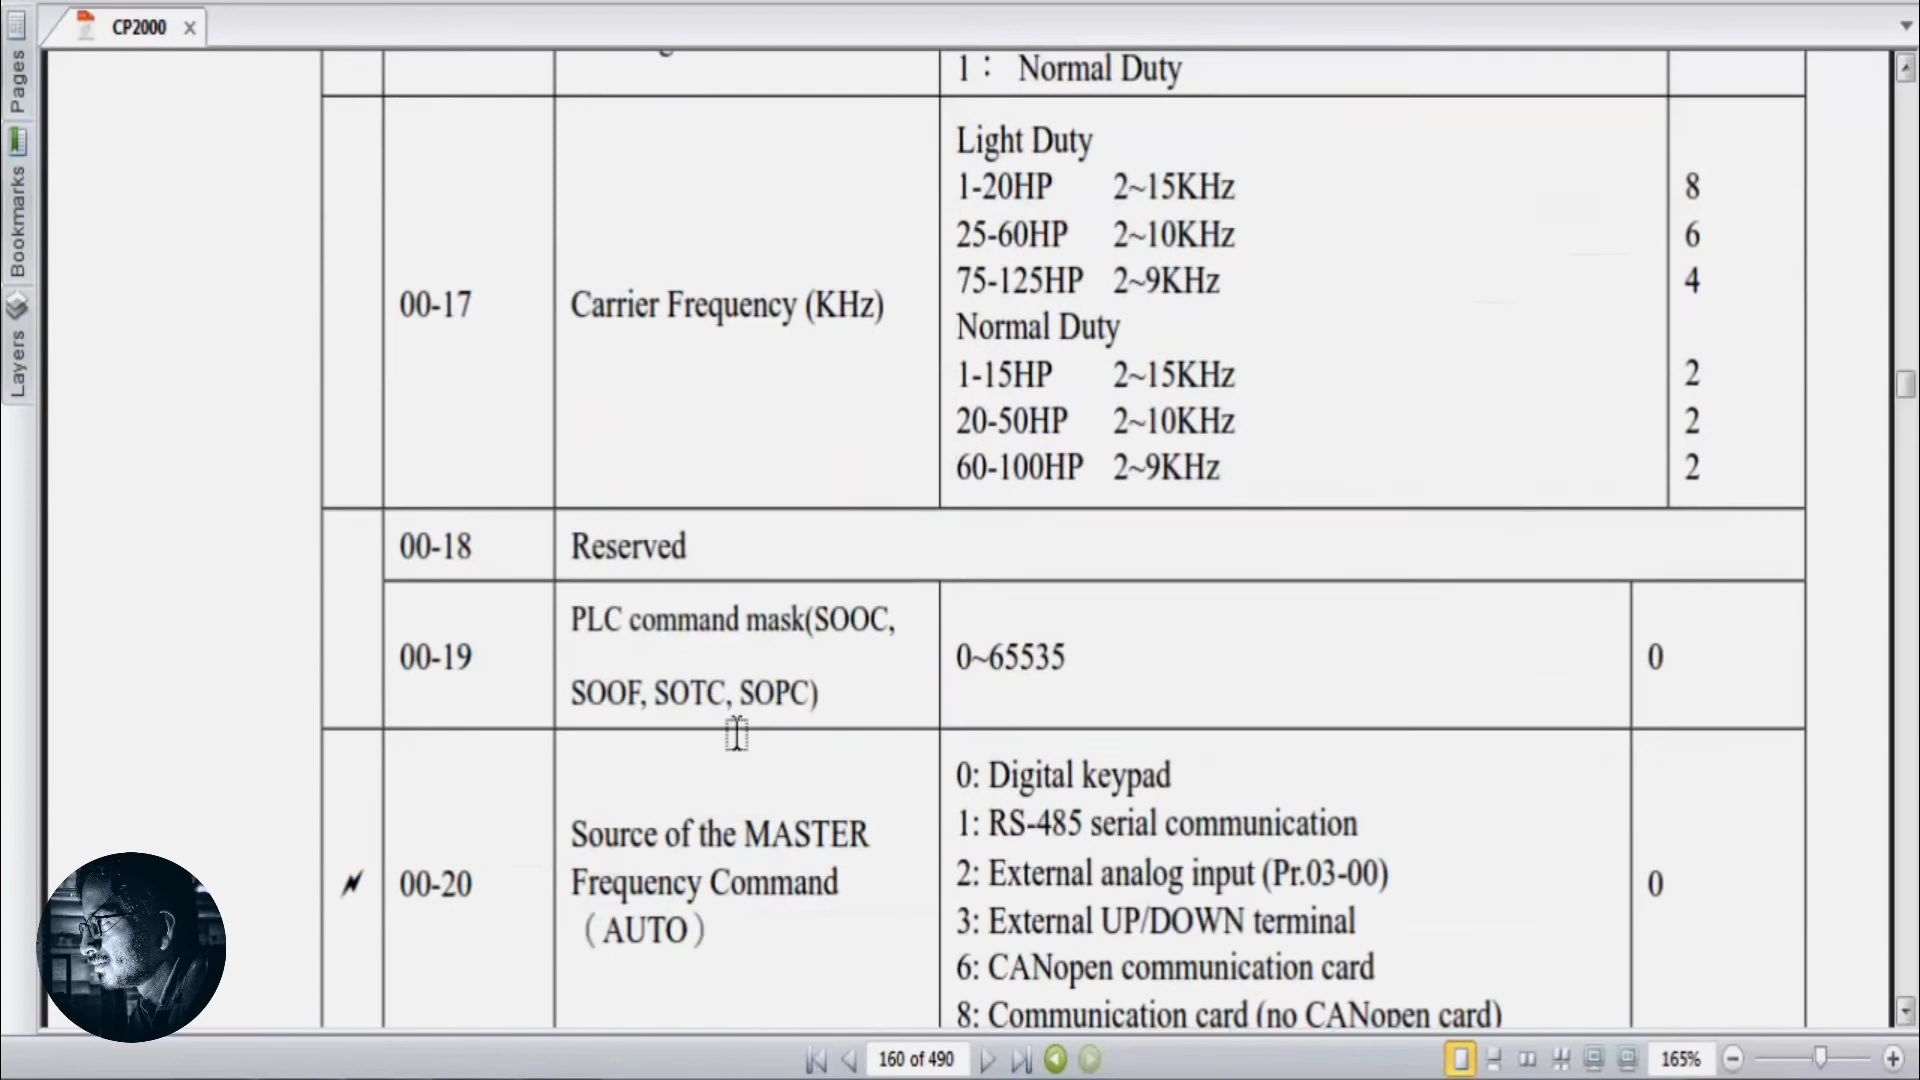 CP2000
Pages
Bookmarks
Layers
1： Normal Duty
00-17
Carrier Frequency (KHz)
Light Duty
1-20HP 2~15KHz 8
25-60HP 2~10KHz 6
75-125HP 2~9KHz 4
Normal Duty
1-15HP 2~15KHz 2
20-50HP 2~10KHz 2
60-100HP 2~9KHz 2
00-18 Reserved
00-19
PLC command mask(SOOC,
SOOF, SOTC, SOPC)
0~65535
0
00-20
Source of the MASTER
Frequency Command
（AUTO）
0: Digital keypad
1: RS-485 serial communication
2: External analog input (Pr.03-00)
3: External UP/DOWN terminal
6: CANopen communication card
8: Communication card (no CANopen card)
0
160 of 490
165%